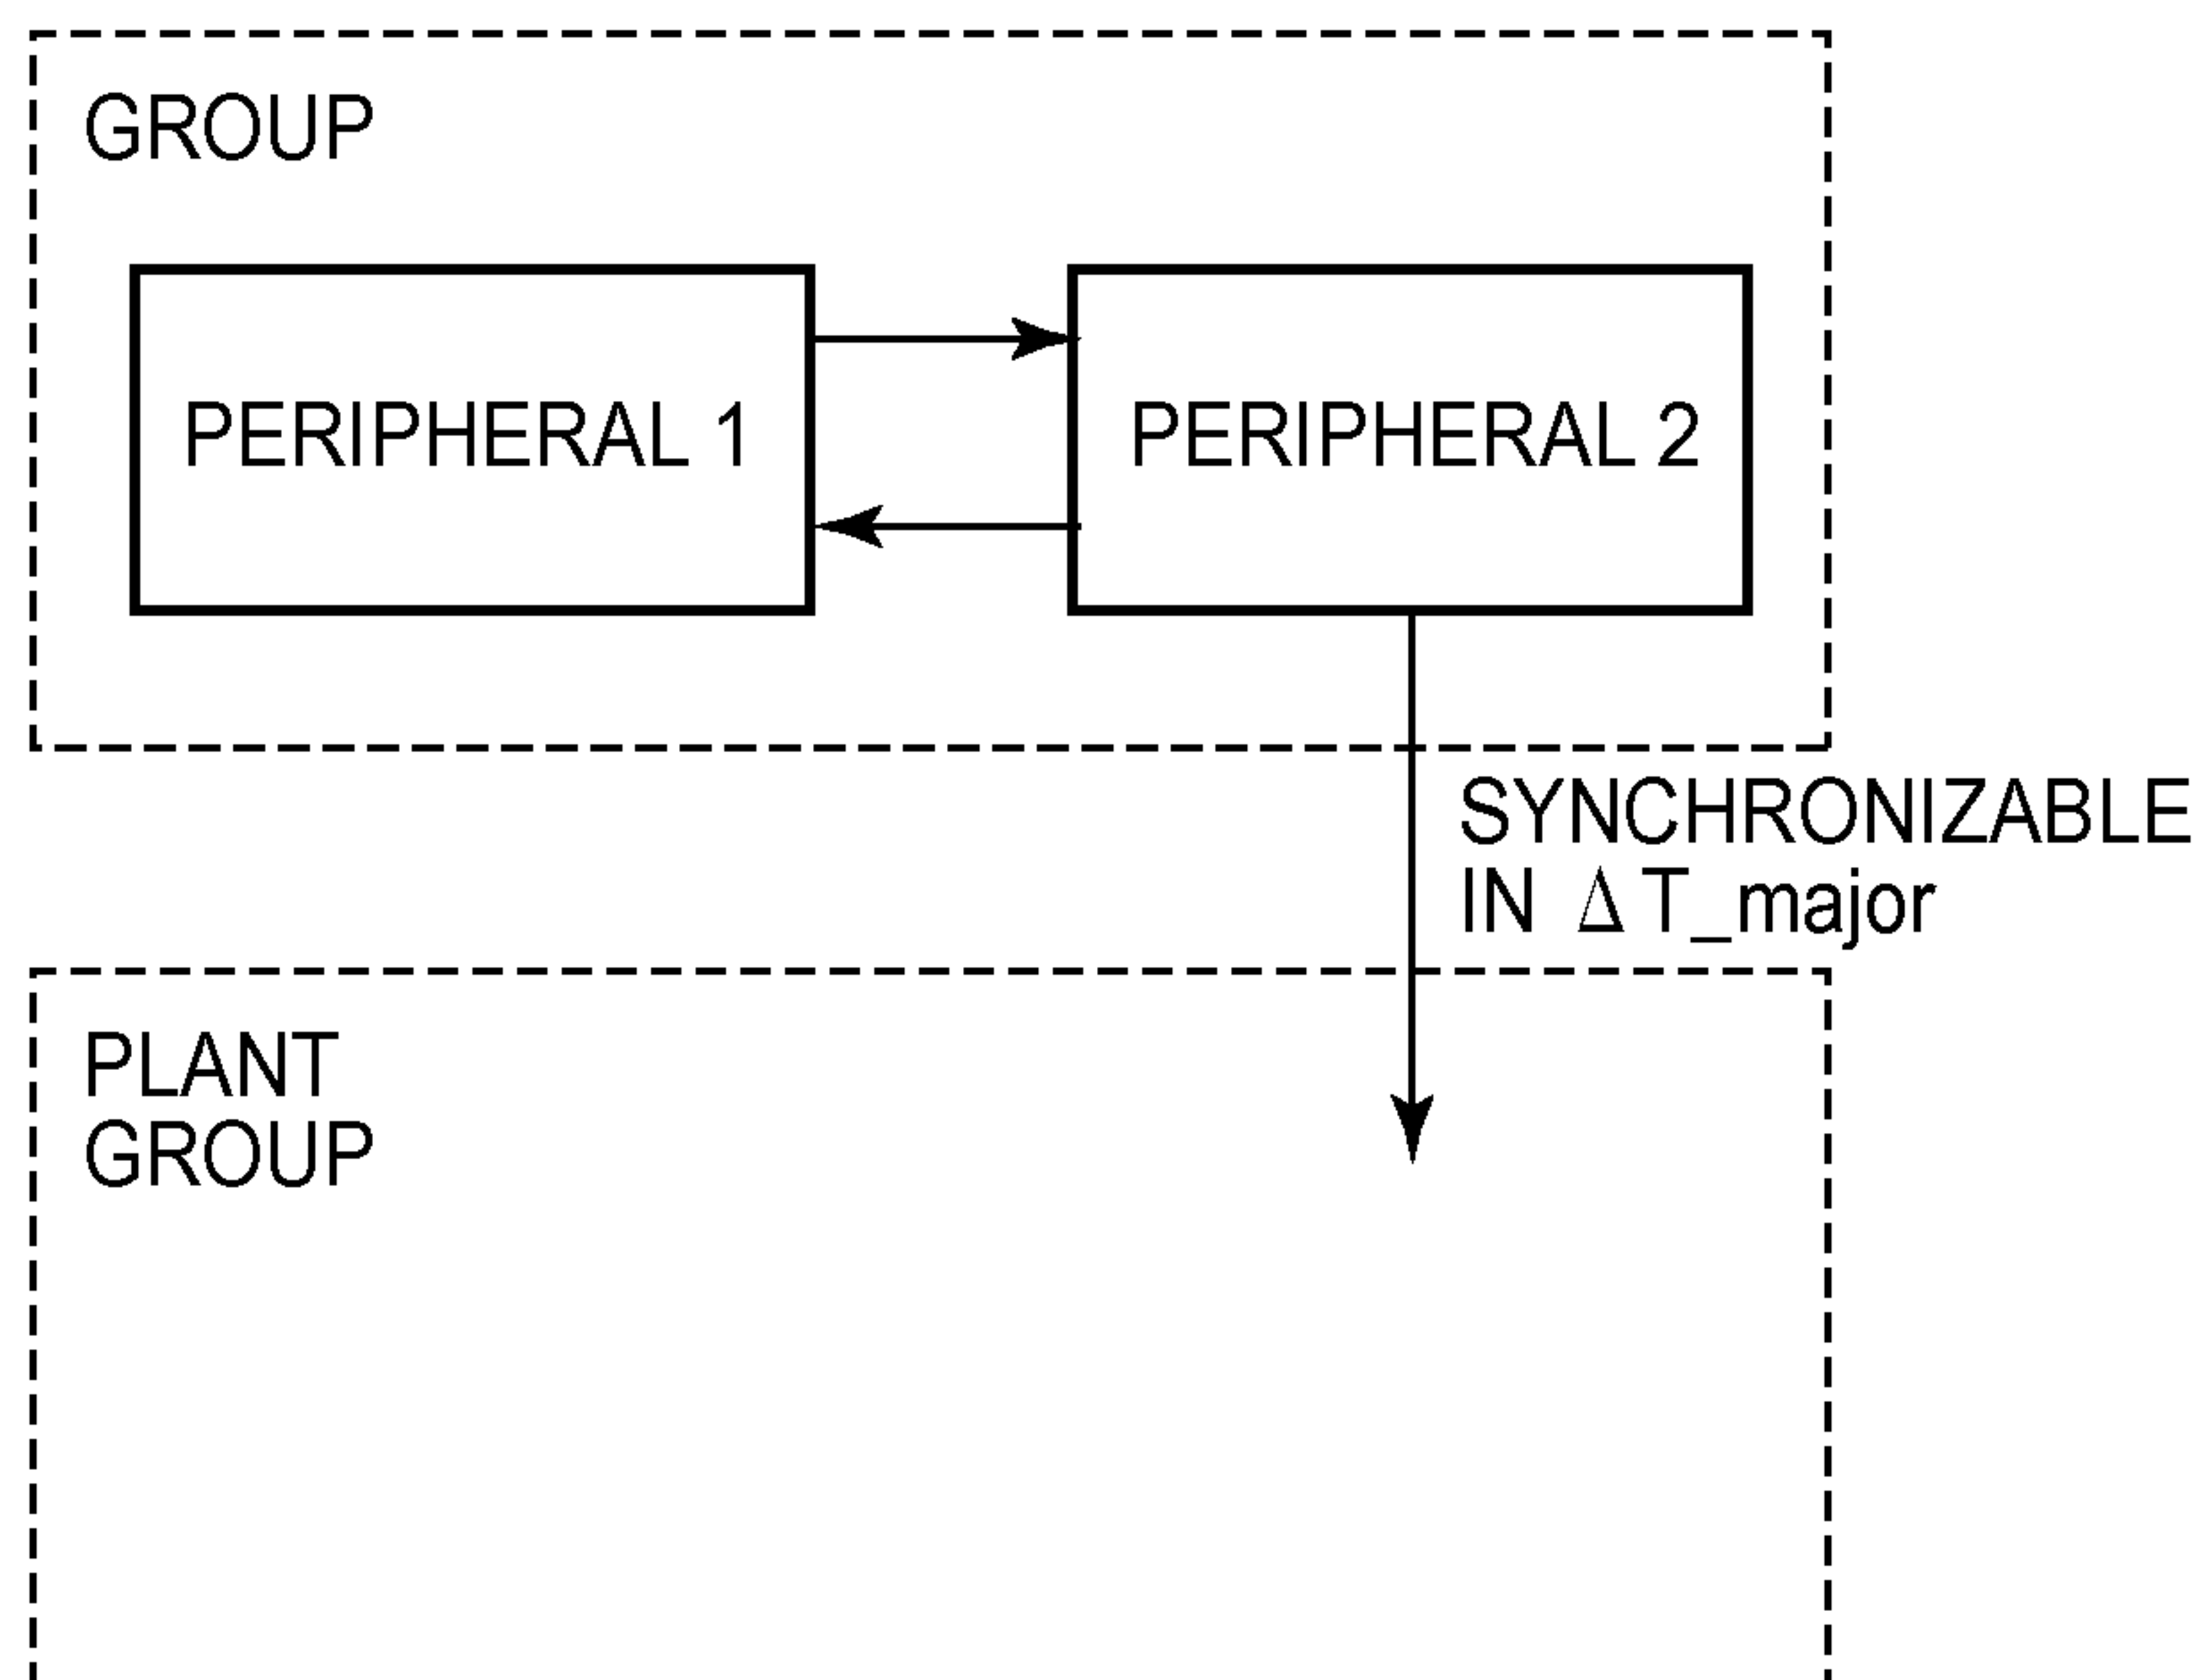 GROUP
PERIPHERAL 1
PERIPHERAL 2
SYNCHRONIZABLE
IN ΔT_major
PLANT
GROUP